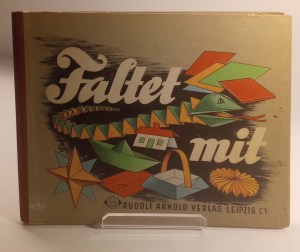 Faltet
mit
RUDOLF ARNOLD VERLAG LEIPZIG C1